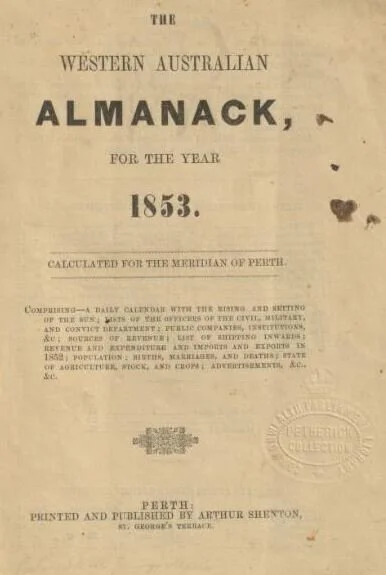 THE
WESTERN AUSTRALIAN
ALMANACK,
FOR THE YEAR
1853.
CALCULATED FOR THE MERIDIAN OF PERTH.
COMPRISING—A DAILY CALENDAR WITH THE RISING AND SETTING
OF THE SUN; LISTS OF THE OFFICERS OF THE CIVIL, MILITARY,
AND CONVICT DEPARTMENT; PUBLIC COMPANIES, INSTITUTIONS,
&C; SOURCES OF REVENUE; LIST OF SHIPPING INWARDS;
REVENUE AND EXPENDITURE AND IMPORTS AND EXPORTS IN
1852; POPULATION; BIRTHS, MARRIAGES, AND DEATHS; STATE
OF AGRICULTURE, STOCK, AND CROPS; ADVERTISEMENTS, &C.,
&C.
PETHERICK
COLLECTION
PERTH:
PRINTED AND PUBLISHED BY ARTHUR SHENTON,
ST. GEORGE'S TERRACE.